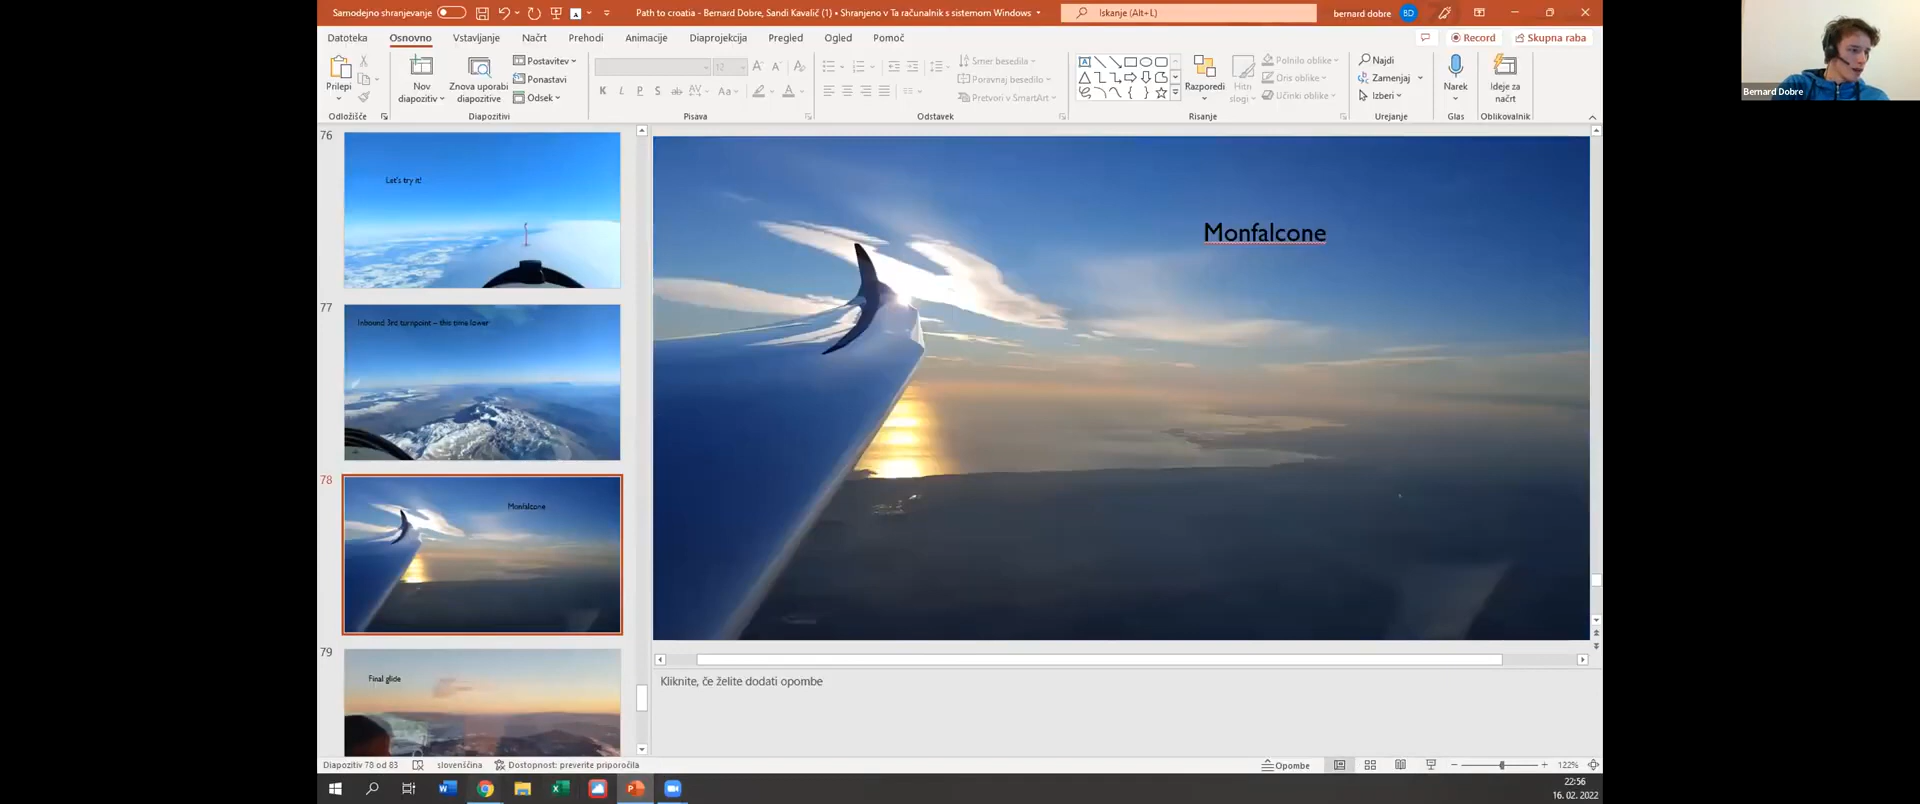 Samodejno shranjevanje
Path to croatia - Bernard Dobre, Sandi Kavalič (1) • Shranjeno v Ta računalnik s sistemom Windows
Iskanje (Alt+L)
bernard dobre
BD
Datoteka
Osnovno
Vstavljanje
Načrt
Prehodi
Animacije
Diaprojekcija
Pregled
Ogled
Pomoč
Record
Skupna raba
Prilepi
Odložišče
Nov
diapozitiv
Znova uporabi
diapozitive
Postavitev
Ponastavi
Odsek
Diapozitivi
12
K
L
P
S
Aa
Pisava
Smer besedila
Poravnaj besedilo
Pretvori v SmartArt
Odstavek
Razporedi
Hitri
slogi
Polnilo oblike
Oris oblike
Učinki oblike
Risanje
Najdi
Zamenjaj
Izberi
Urejanje
Narek
Glas
Ideje za
načrt
Oblikovalnik
Bernard Dobre
76
Let's try it!
77
Inbound 3rd turnpoint – this time lower
78
Monfalcone
79
Final glide
Monfalcone
Kliknite, če želite dodati opombe
Diapozitiv 78 od 83
slovenščina
Dostopnost: preverite priporočila
Opombe
122%
22:56
16. 02. 2022